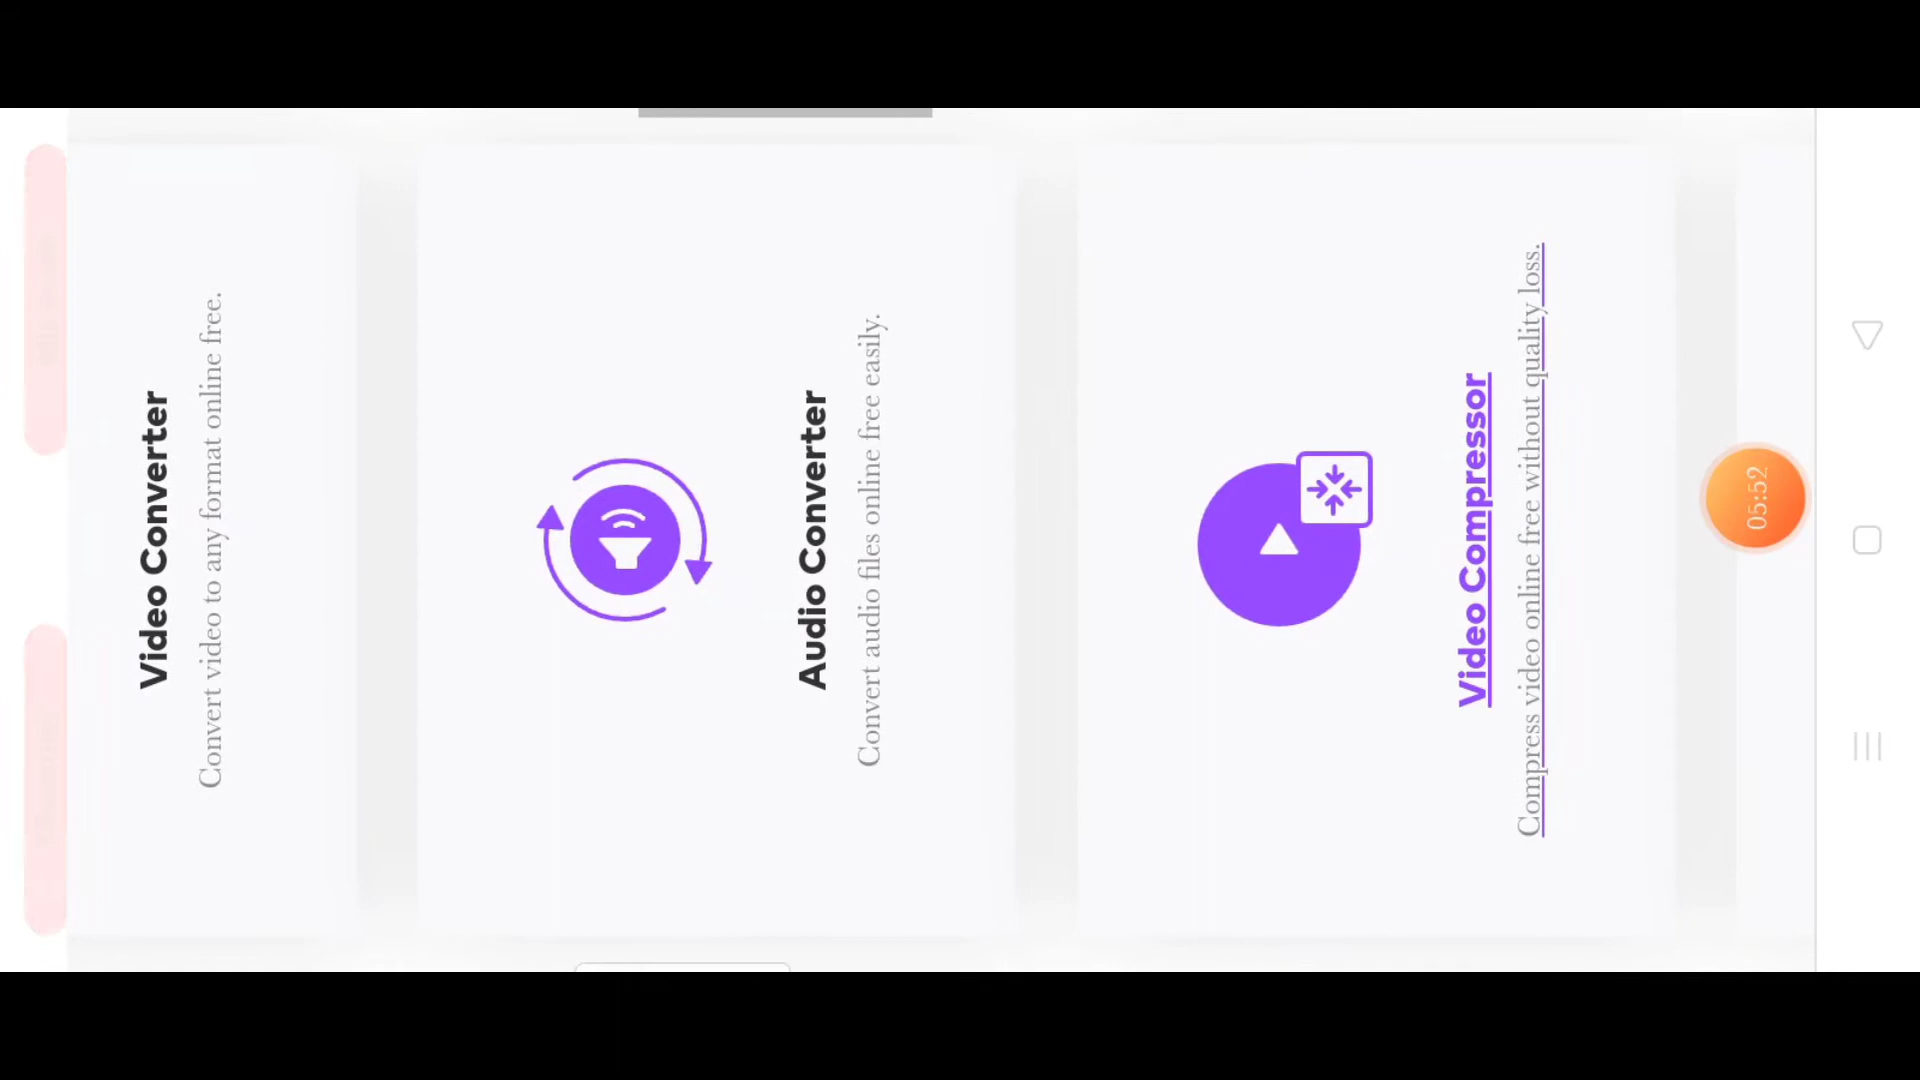 Video Converter
Convert video to any format online free.
Audio Converter
Convert audio files online free easily.
Video Compressor
Compress video online free without quality loss.
05:52